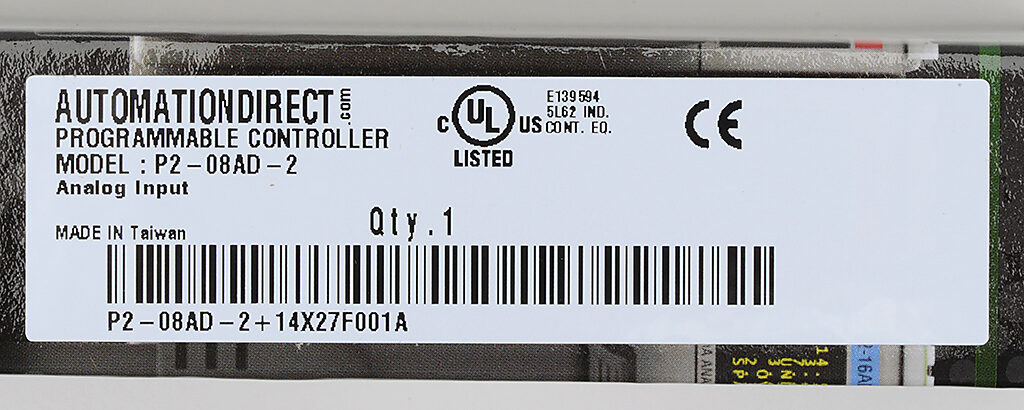 AUTOMATIONDIRECT.com
PROGRAMMABLE CONTROLLER
MODEL : P2-08AD-2
Analog Input
C UL US
LISTED
E139594
5L62 IND.
CONT. EQ.
CE
MADE IN Taiwan
Qty.1
P2-08AD-2+14X27F001A